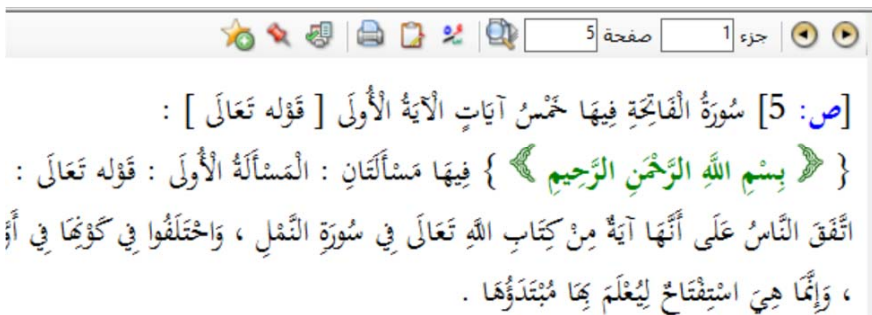 جزء 1 صفحة 5
[ص: 5] سُورَةُ الْفَاتِحَةِ فِيهَا خَمْسُ آيَاتٍ الْآيَةُ الْأُولَى [ قَوْله تَعَالَى ] :
{ ﴿ بِسْمِ اللَّهِ الرَّحْمَنِ الرَّحِيمِ ﴾ } فِيهَا مَسْأَلَتَانِ : الْمَسْأَلَةُ الْأُولَى : قَوْله تَعَالَى :
اتَّفَقَ النَّاسُ عَلَى أَنَّهَا آيَةٌ مِنْ كِتَابِ اللَّهِ تَعَالَى فِي سُورَةِ النَّمْلِ ، وَاخْتَلَفُوا فِي كَوْنِهَا فِي
، وَإِنَّمَا هِيَ اسْتِفْتَاحٌ لِيُعْلَمَ بِهَا مُبْتَدَؤُهَا .